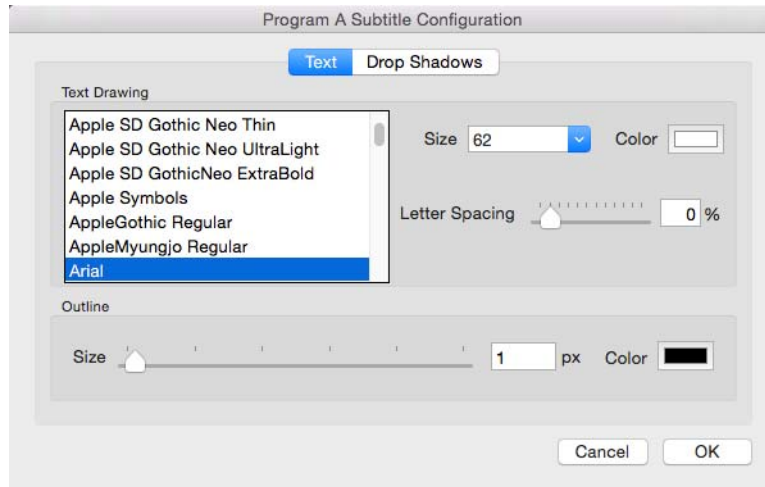 Program A Subtitle Configuration
Text Drop Shadows
Text Drawing
Apple SD Gothic Neo Thin
Apple SD Gothic Neo UltraLight
Apple SD GothicNeo ExtraBold
Apple Symbols
AppleGothic Regular
AppleMyungjo Regular
Arial
Size 62 Color
Letter Spacing 0 %
Outline
Size 1 px Color
Cancel OK